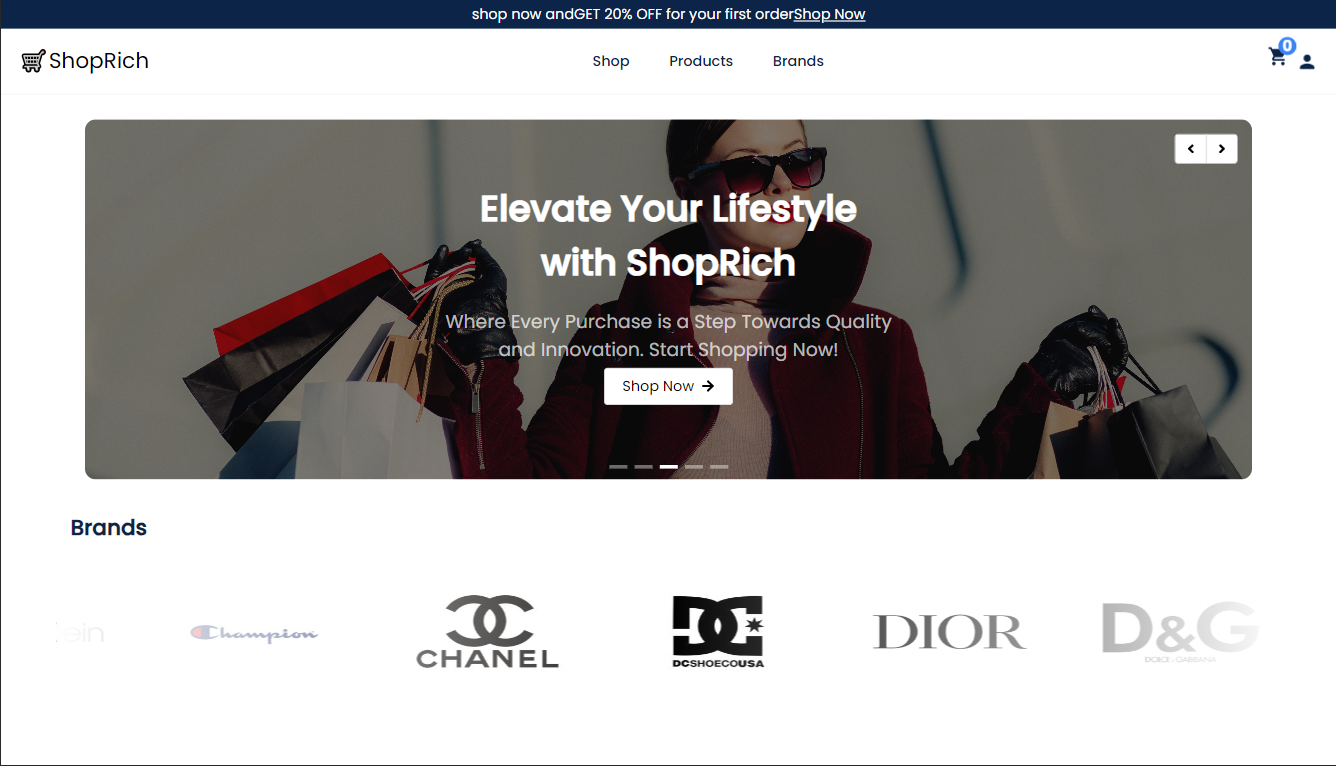 shop now andGET 20% OFF for your first orderShop Now
ShopRich
Shop
Products
Brands
0
Elevate Your Lifestyle
with ShopRich
Where Every Purchase is a Step Towards Quality
and Innovation. Start Shopping Now!
Shop Now
Brands
ein
Champion
CHANEL
DC
DCSHOECOUSA
DIOR
D&G
DOLCE & GABBANA